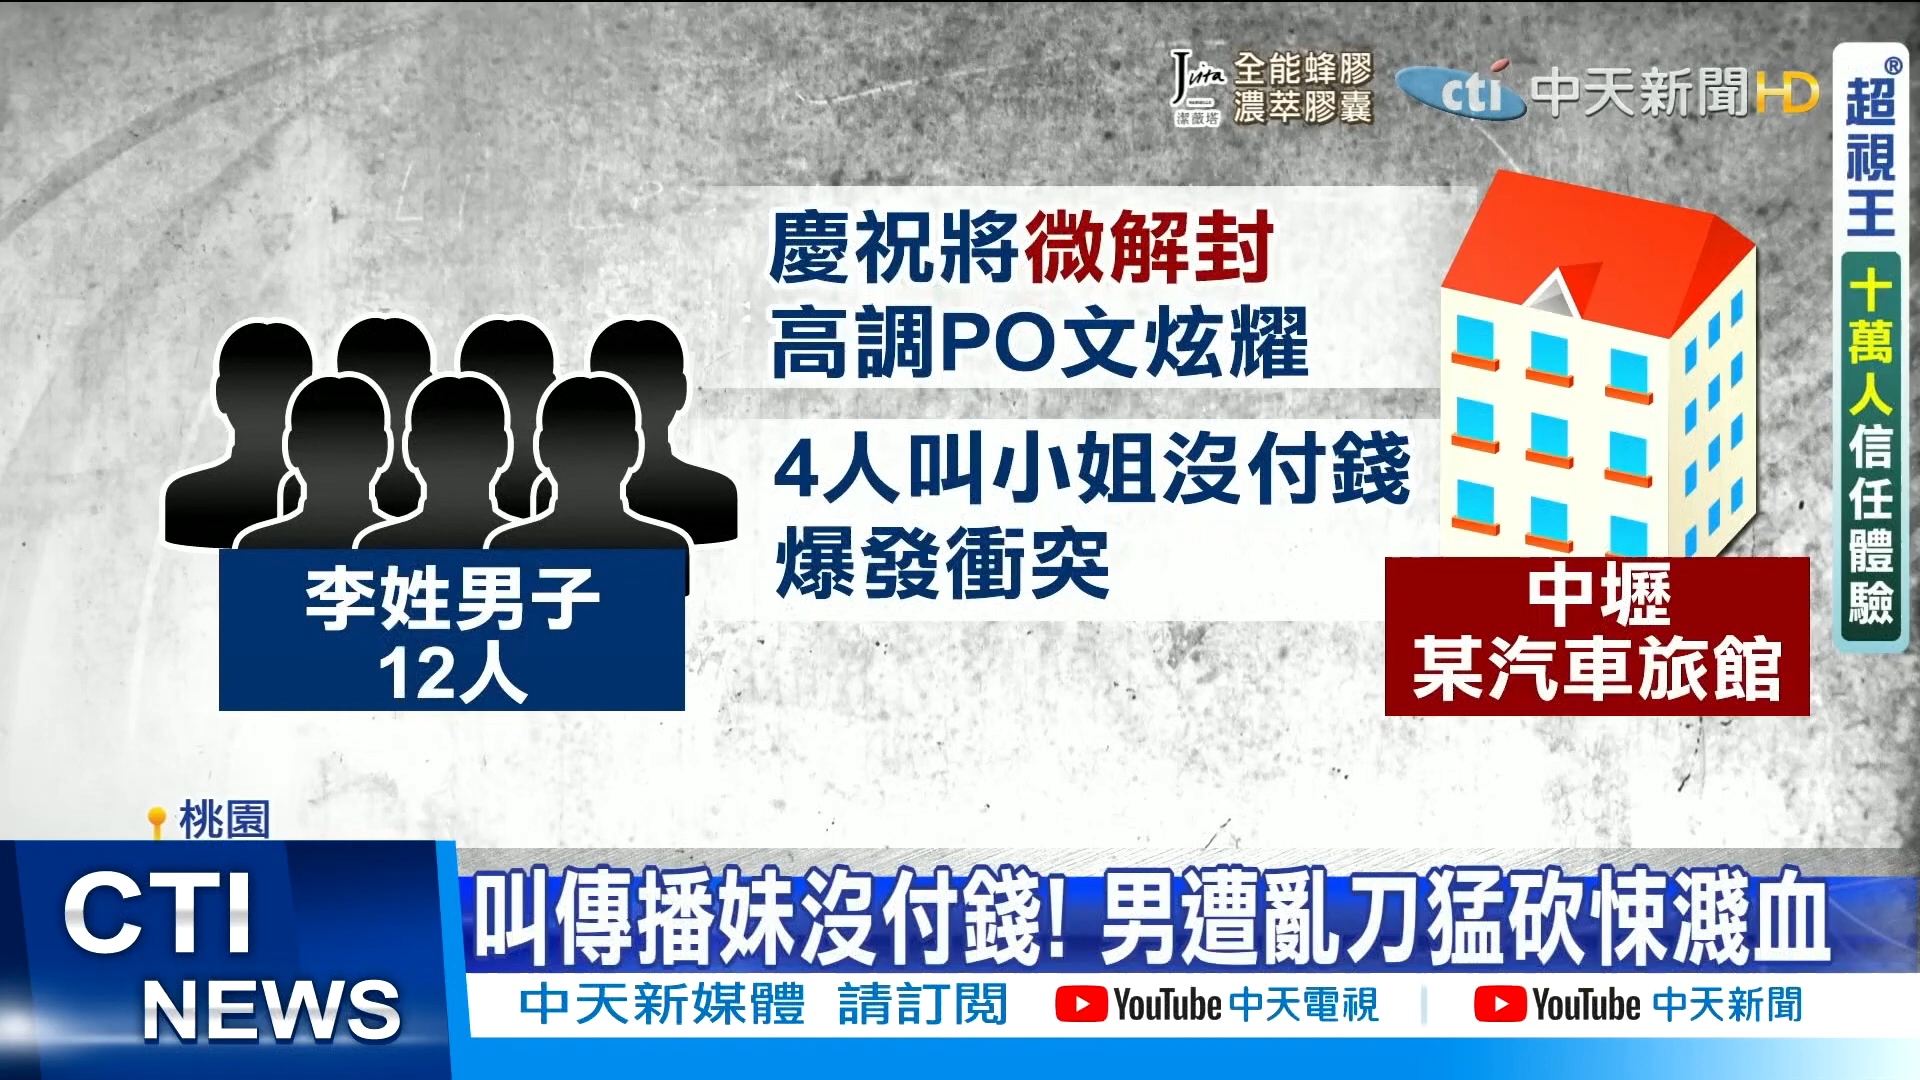 Jvita
潔薇塔
全能蜂膠
濃萃膠囊
cti 中天新聞HD
超視王®
十萬人信任體驗
慶祝將微解封
高調PO文炫耀
4人叫小姐沒付錢
爆發衝突
李姓男子
12人
中壢
某汽車旅館
桃園
CTI
NEWS
叫傳播妹沒付錢! 男遭亂刀猛砍悚濺血
中天新媒體 請訂閱 YouTube 中天電視 | YouTube 中天新聞